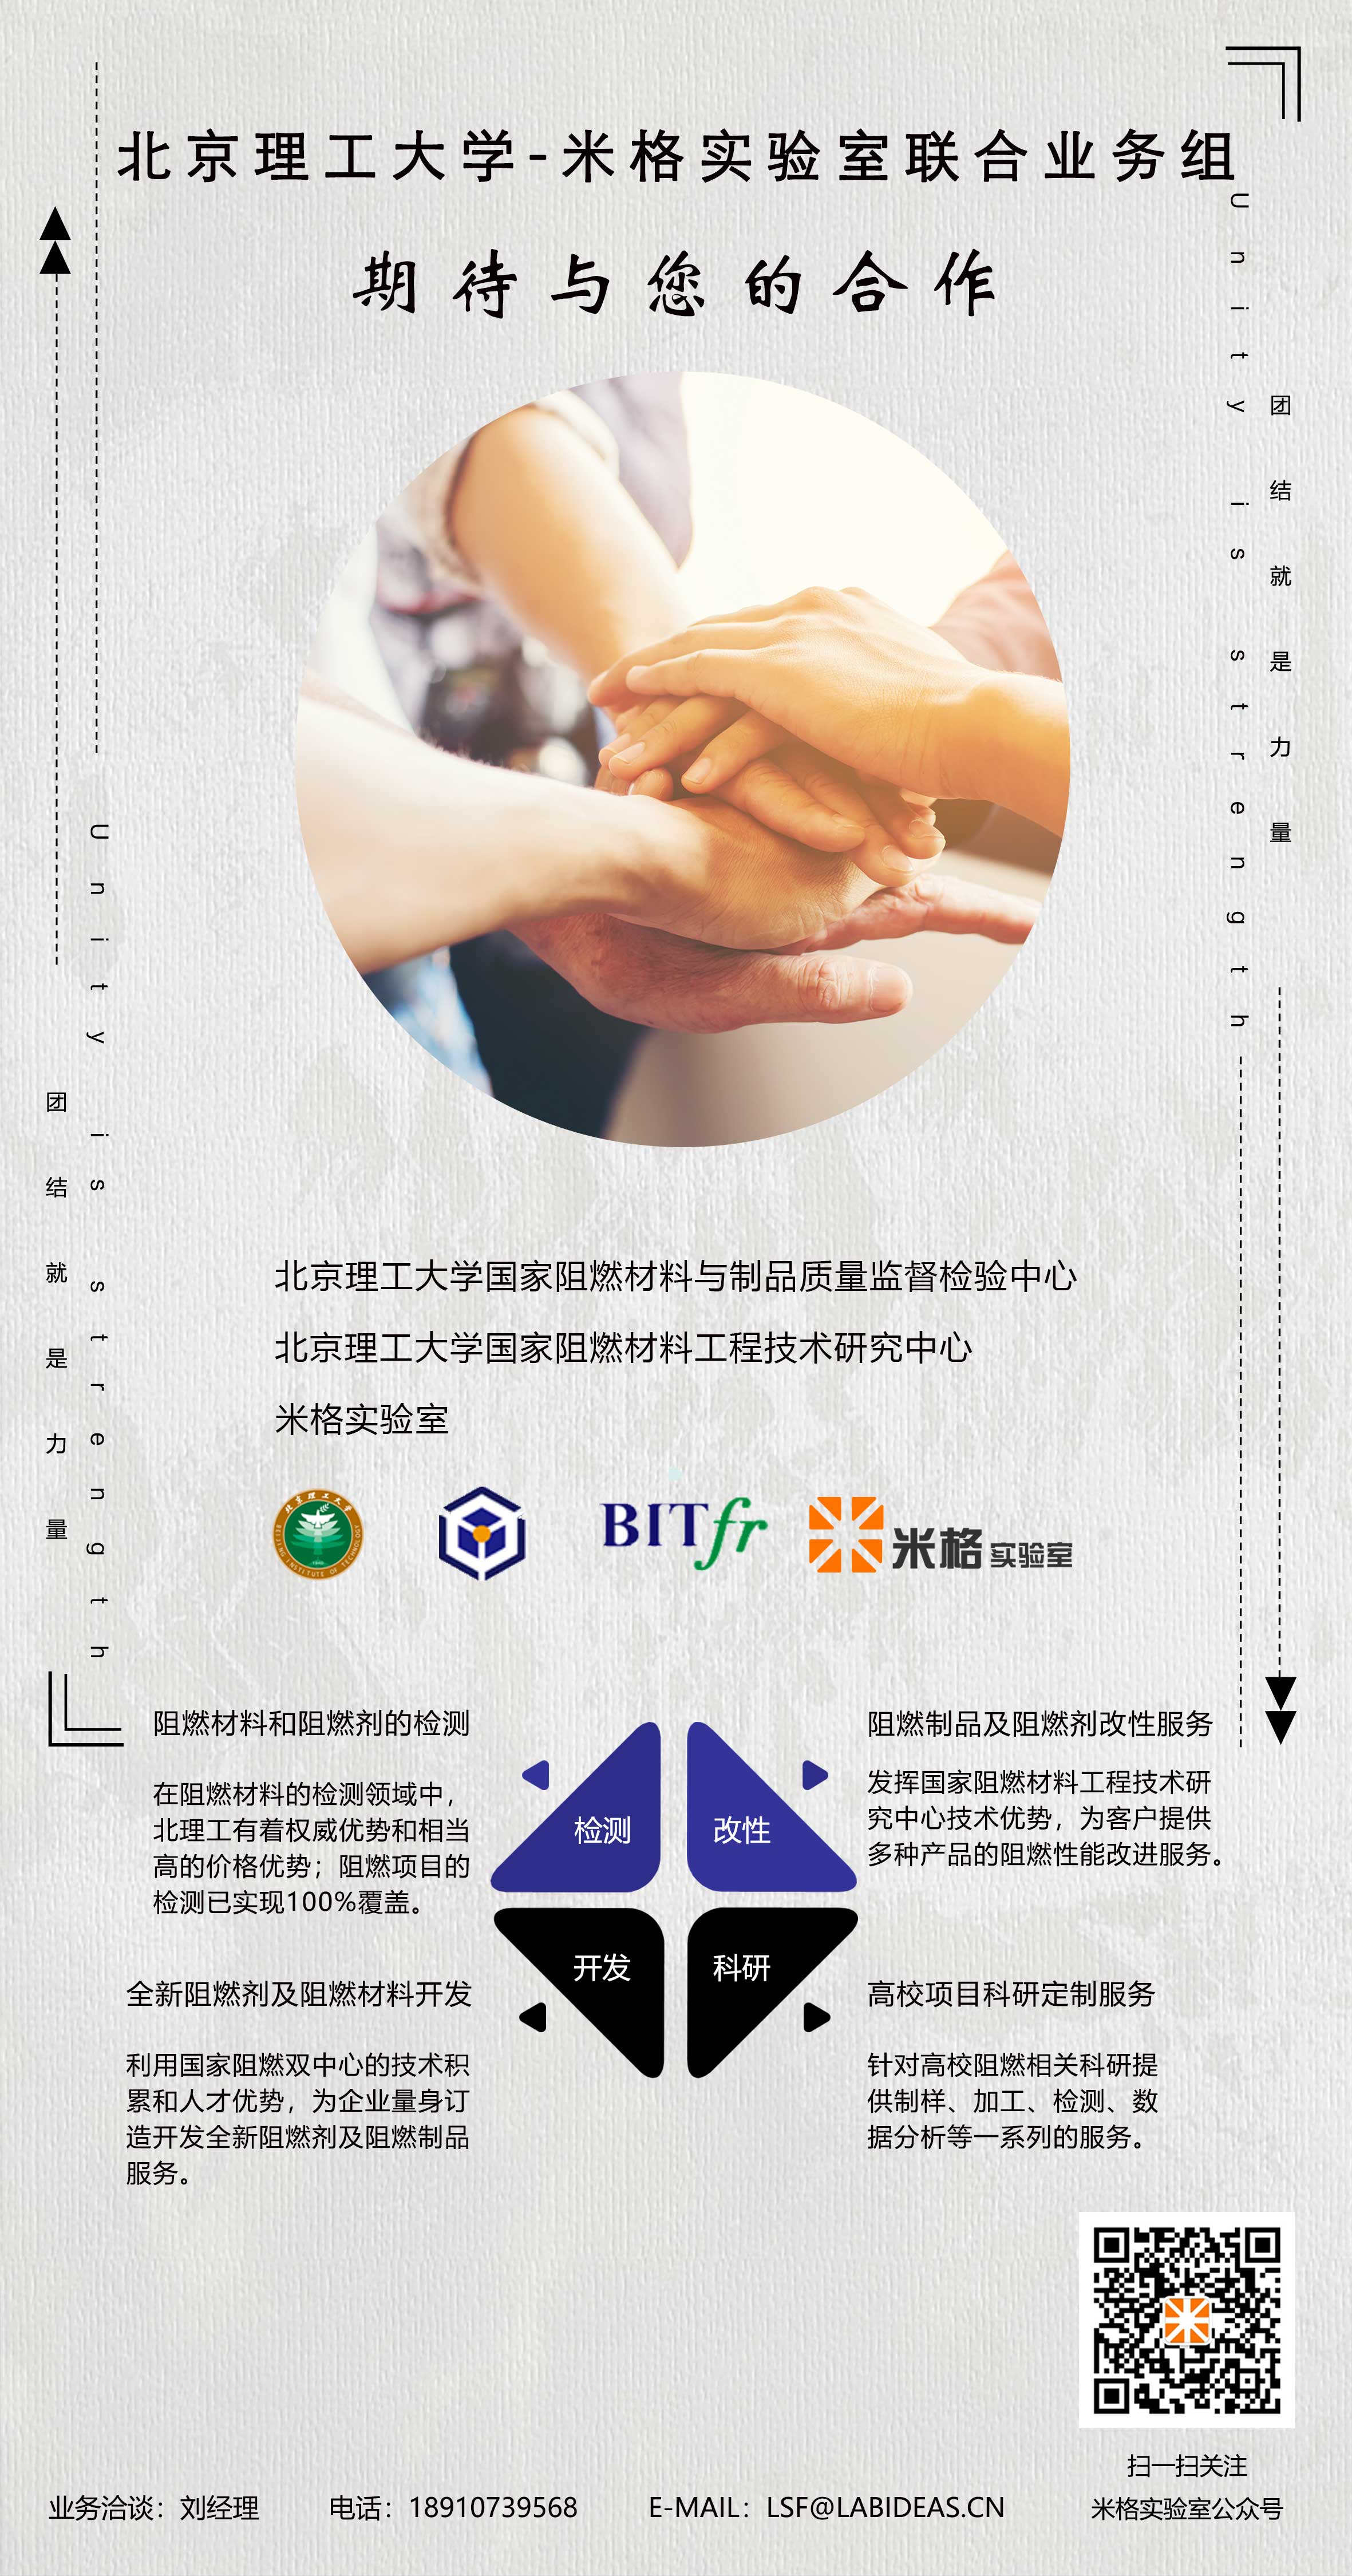 北京理工大学-米格实验室联合业务组
期待与您的合作
Unity is strength
团结就是力量
Unity is strength
团结就是力量
北京理工大学国家阻燃材料与制品质量监督检验中心
北京理工大学国家阻燃材料工程技术研究中心
米格实验室
北京理工大学
BEIJING INSTITUTE OF TECHNOLOGY
1940
BITfr
米格实验室
阻燃材料和阻燃剂的检测
在阻燃材料的检测领域中，
北理工有着权威优势和相当
高的价格优势；阻燃项目的
检测已实现100%覆盖。
检测
改性
阻燃制品及阻燃剂改性服务
发挥国家阻燃材料工程技术研
究中心技术优势，为客户提供
多种产品的阻燃性能改进服务。
全新阻燃剂及阻燃材料开发
利用国家阻燃双中心的技术积
累和人才优势，为企业量身订
造开发全新阻燃剂及阻燃制品
服务。
开发
科研
高校项目科研定制服务
针对高校阻燃相关科研提
供制样、加工、检测、数
据分析等一系列的服务。
扫一扫关注
米格实验室公众号
业务洽谈：刘经理
电话：18910739568
E-MAIL：LSF@LABIDEAS.CN